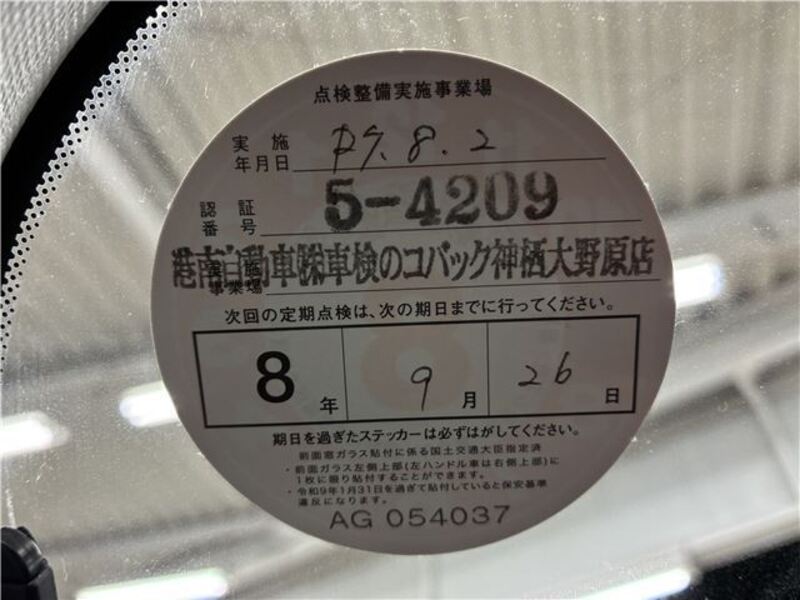 点検整備実施事業場
実施年月日 R7.8.2
認証番号 5-4209
実施事業場 港南自動車㈱車検のコバック神栖大野原店
次回の定期点検は、次の期日までに行ってください。
8年 9月 26日
期日を過ぎたステッカーは必ずはがしてください。
前面窓ガラス貼付に係る国土交通大臣指定済
・前面ガラス左側上部(左ハンドル車は右側上部)に
1枚に限り貼付することができます。
・令和9年1月31日を過ぎて貼付していると保安基準
違反になります。
AG 054037